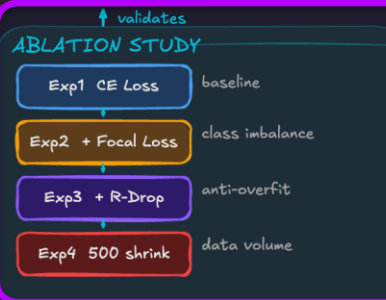 validates
ABLATION STUDY
Exp1 CE Loss
baseline
Exp2 + Focal Loss
class imbalance
Exp3 + R-Drop
anti-overfit
Exp4 500 shrink
data volume